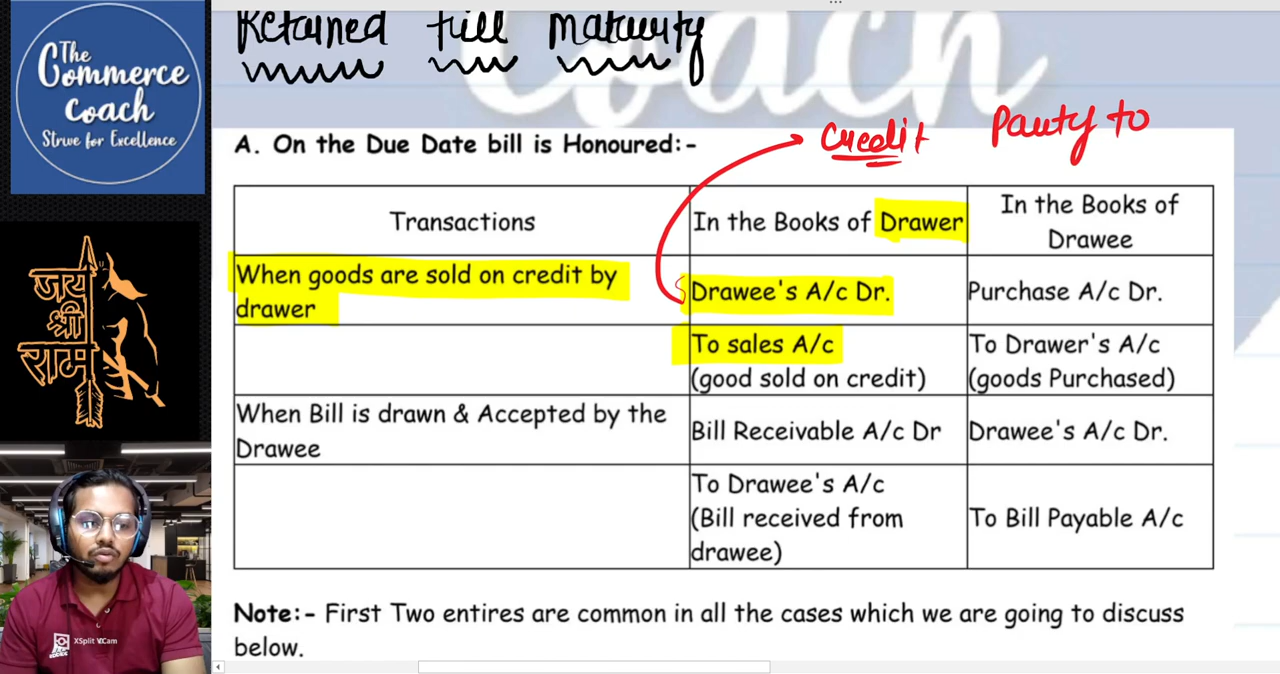 The
Commerce
Coach
Strive for Excellence
जय
श्री
राम
XSplit VCam
Coach
Retained till maturity
A. On the Due Date bill is Honoured:-
credit Pauty to
Transactions
In the Books of Drawer
In the Books of
Drawee
When goods are sold on credit by
drawer
Drawee's A/c Dr.
Purchase A/c Dr.
To sales A/c
(good sold on credit)
To Drawer's A/c
(goods Purchased)
When Bill is drawn & Accepted by the
Drawee
Bill Receivable A/c Dr
Drawee's A/c Dr.
To Drawee's A/c
(Bill received from
drawee)
To Bill Payable A/c
Note:- First Two entires are common in all the cases which we are going to discuss
below.